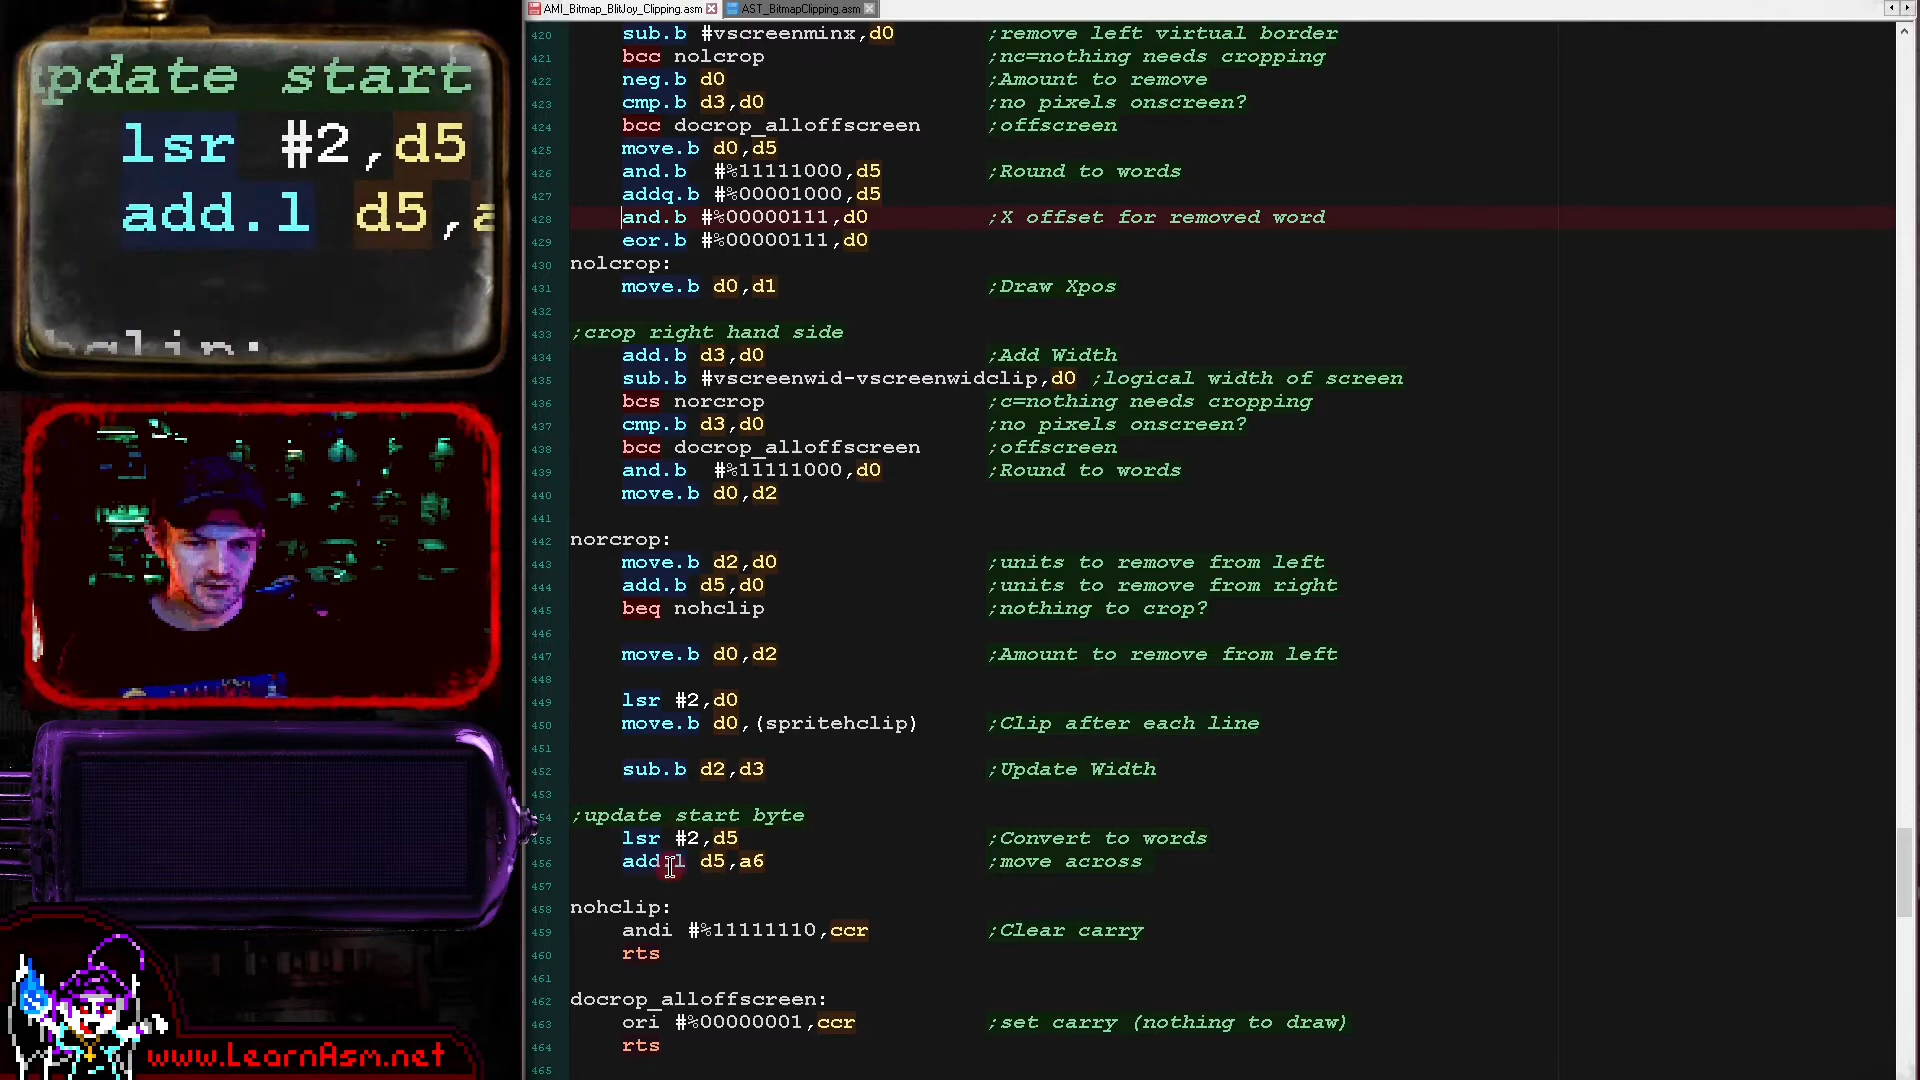 AMI_Bitmap_BlitJoy_Clipping.asm
AST_BitmapClipping.asm
pdate start
lsr #2,d5
add.l d5,a
420 sub.b #vscreenminx,d0 ;remove left virtual border
421 bcc nolcrop ;nc=nothing needs cropping
422 neg.b d0 ;Amount to remove
423 cmp.b d3,d0 ;no pixels onscreen?
424 bcc docrop_alloffscreen ;offscreen
425 move.b d0,d5
426 and.b #%11111000,d5 ;Round to words
427 addq.b #%00001000,d5
428 and.b #%00000111,d0 ;X offset for removed word
429 eor.b #%00000111,d0
430 nolcrop:
431 move.b d0,d1 ;Draw Xpos
432
433 ;crop right hand side
434 add.b d3,d0 ;Add Width
435 sub.b #vscreenwid-vscreenwidclip,d0 ;logical width of screen
436 bcs norcrop ;c=nothing needs cropping
437 cmp.b d3,d0 ;no pixels onscreen?
438 bcc docrop_alloffscreen ;offscreen
439 and.b #%11111000,d0 ;Round to words
440 move.b d0,d2
441
442 norcrop:
443 move.b d2,d0 ;units to remove from left
444 add.b d5,d0 ;units to remove from right
445 beq nohclip ;nothing to crop?
446
447 move.b d0,d2 ;Amount to remove from left
448
449 lsr #2,d0
450 move.b d0,(spritehclip) ;Clip after each line
451
452 sub.b d2,d3 ;Update Width
453
454 ;update start byte
455 lsr #2,d5 ;Convert to words
456 add.l d5,a6 ;move across
457
458 nohclip:
459 andi #%11111110,ccr ;Clear carry
460 rts
461
462 docrop_alloffscreen:
463 ori #%00000001,ccr ;set carry (nothing to draw)
464 rts
465
www.LearnAsm.net